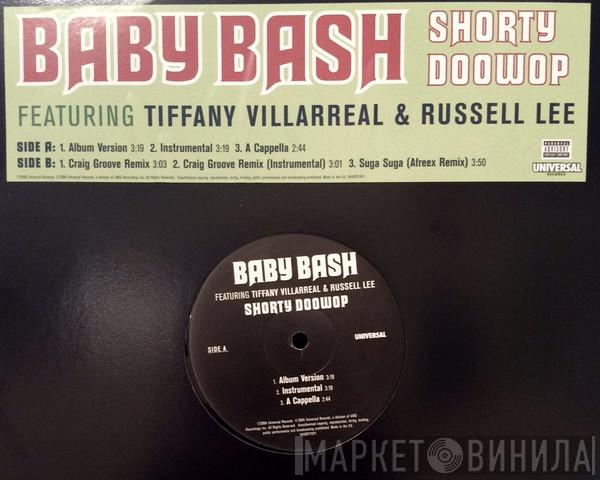 BABY BASH
SHORTY
DOOWOP
FEATURING TIFFANY VILLARREAL & RUSSELL LEE
SIDE A: 1. Album Version 3:19 2. Instrumental 3:19 3. A Cappella 2:44
SIDE B: 1. Craig Groove Remix 3:03 2. Craig Groove Remix (Instrumental) 3:01 3. Suga Suga (Afreex Remix) 3:50
PARENTAL
ADVISORY
EXPLICIT CONTENT
UNIVERSAL
RECORDS
BABY BASH
FEATURING TIFFANY VILLARREAL & RUSSELL LEE
SHORTY DOOWOP
SIDE A
UNIVERSAL
1. Album Version 3:19
2. Instrumental 3:19
3. A Cappella 2:44
МАРКЕТ ВИНИЛА